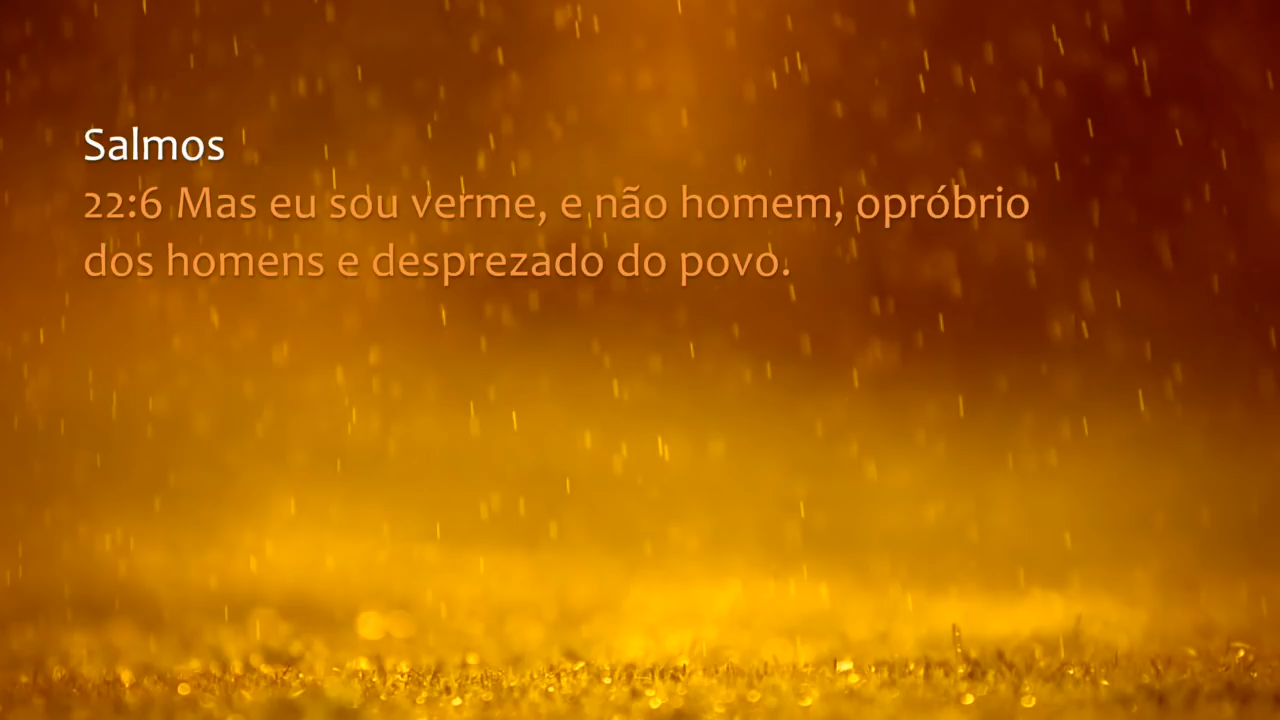 Salmos
22:6 Mas eu sou verme, e não homem, opróbrio
dos homens e desprezado do povo.